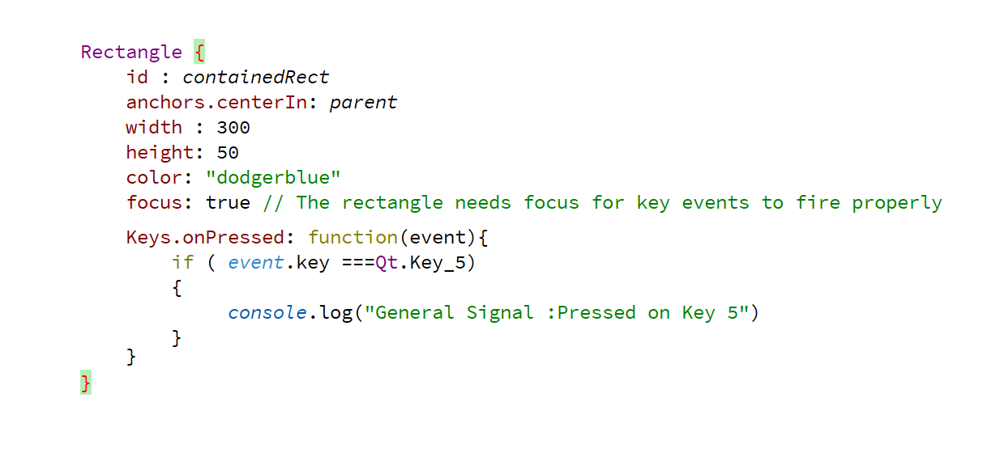 Rectangle {
    id : containedRect
    anchors.centerIn: parent
    width : 300
    height: 50
    color: "dodgerblue"
    focus: true // The rectangle needs focus for key events to fire properly
    Keys.onPressed: function(event){
        if ( event.key ===Qt.Key_5)
        {
             console.log("General Signal :Pressed on Key 5")
        }
    }
}